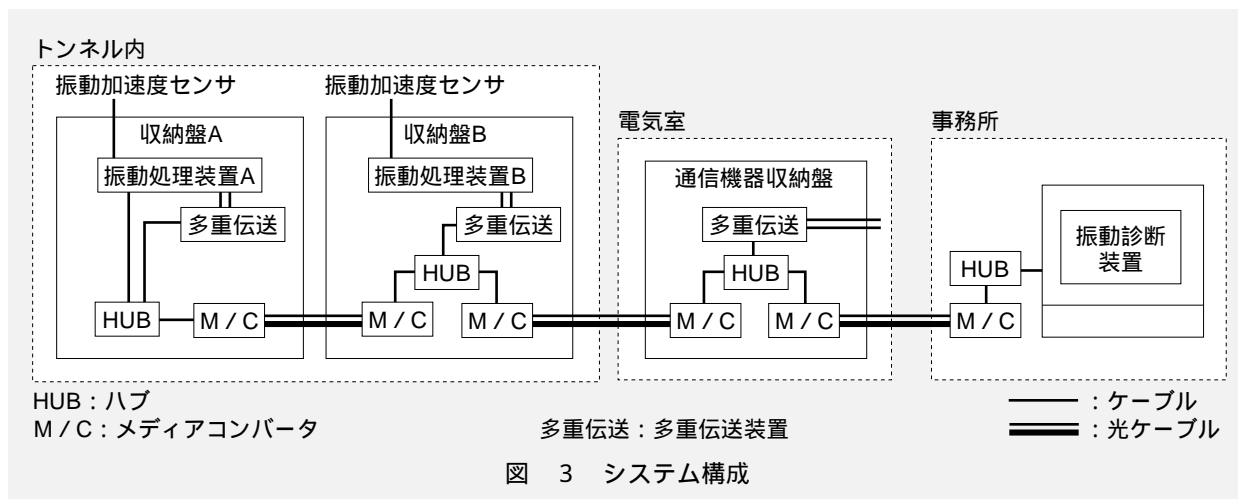 トンネル内
振動加速度センサ
振動加速度センサ
電気室
事務所
収納盤A
収納盤B
振動処理装置A
振動処理装置B
通信機器収納盤
多重伝送
多重伝送
多重伝送
振動診断
装置
HUB
HUB
HUB
HUB
M / C
M / C
M / C
M / C
M / C
M / C
HUB：ハブ
：ケーブル
M / C：メディアコンバータ
多重伝送：多重伝送装置
：光ケーブル
図 3 システム構成